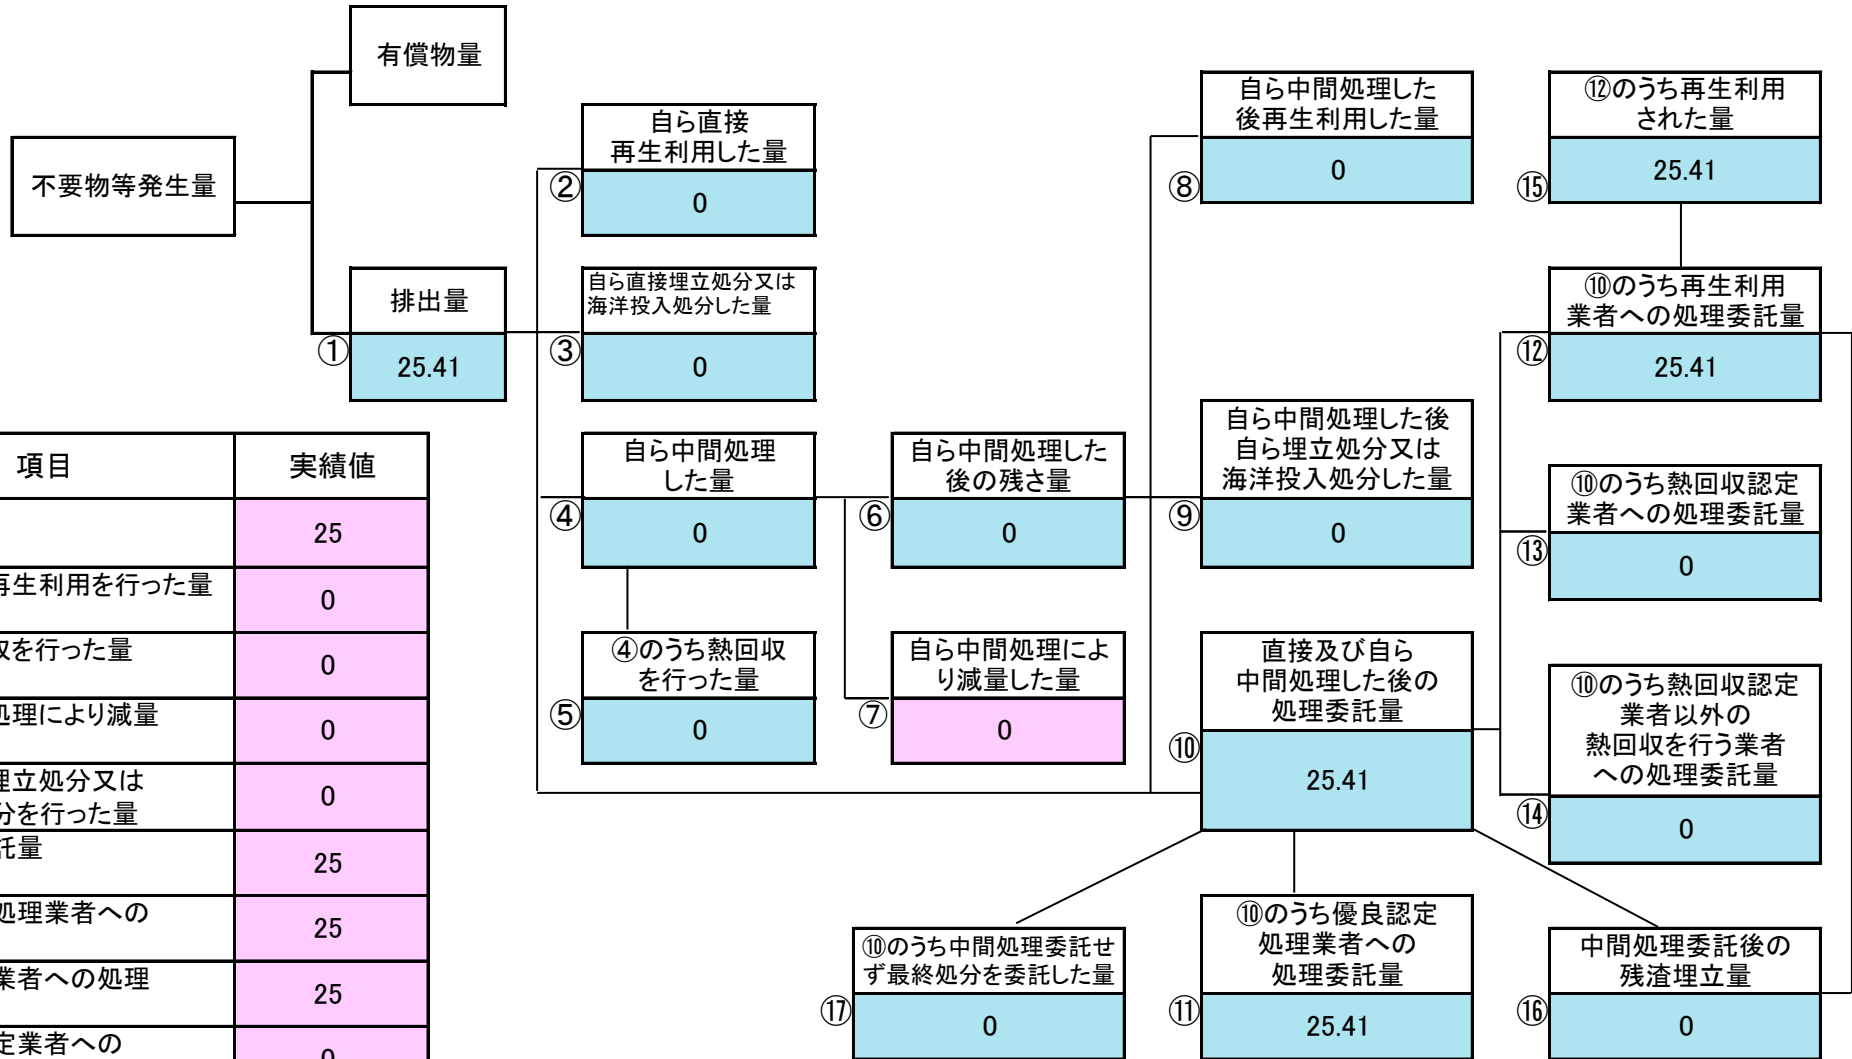 有償物量
不要物等発生量
排出量
①
25.41
自ら直接
再生利用した量
②
0
自ら直接埋立処分又は
海洋投入処分した量
③
0
自ら中間処理
した量
④
0
④のうち熱回収
を行った量
⑤
0
自ら中間処理した
後の残さ量
⑥
0
自ら中間処理によ
り減量した量
⑦
0
自ら中間処理した
後再生利用した量
⑧
0
自ら中間処理した後
自ら埋立処分又は
海洋投入処分した量
⑨
0
直接及び自ら
中間処理した後の
処理委託量
⑩
25.41
⑫のうち再生利用
された量
⑮
25.41
⑩のうち再生利用
業者への処理委託量
⑫
25.41
⑩のうち熱回収認定
業者への処理委託量
⑬
0
⑩のうち熱回収認定
業者以外の
熱回収を行う業者
への処理委託量
⑭
0
⑩のうち中間処理委託せ
ず最終処分を委託した量
⑰
0
⑩のうち優良認定
処理業者への
処理委託量
⑪
25.41
中間処理委託後の
残渣埋立量
⑯
0
項目 実績値
25
再生利用を行った量
0
を行った量
0
処理により減量
0
埋立処分又は
分を行った量
0
託量
25
処理業者への
25
業者への処理
25
定業者への
0